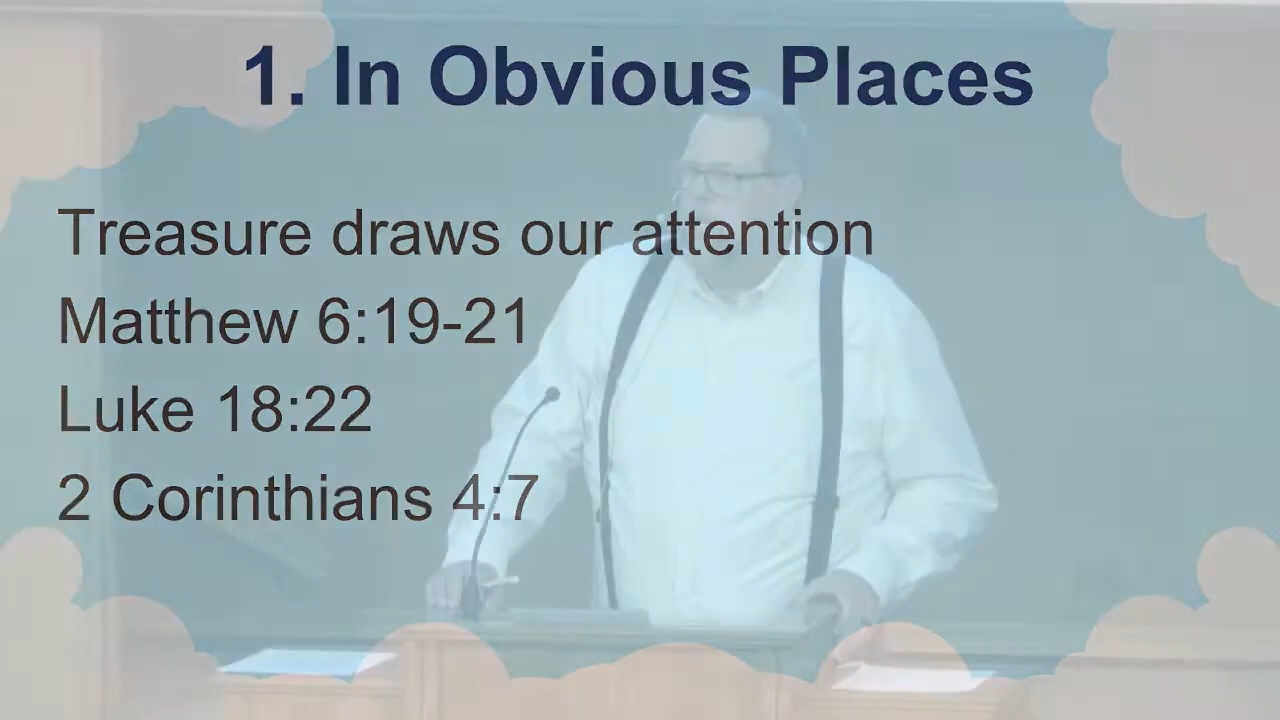 1. In Obvious Places
Treasure draws our attention
Matthew 6:19-21
Luke 18:22
2 Corinthians 4:7